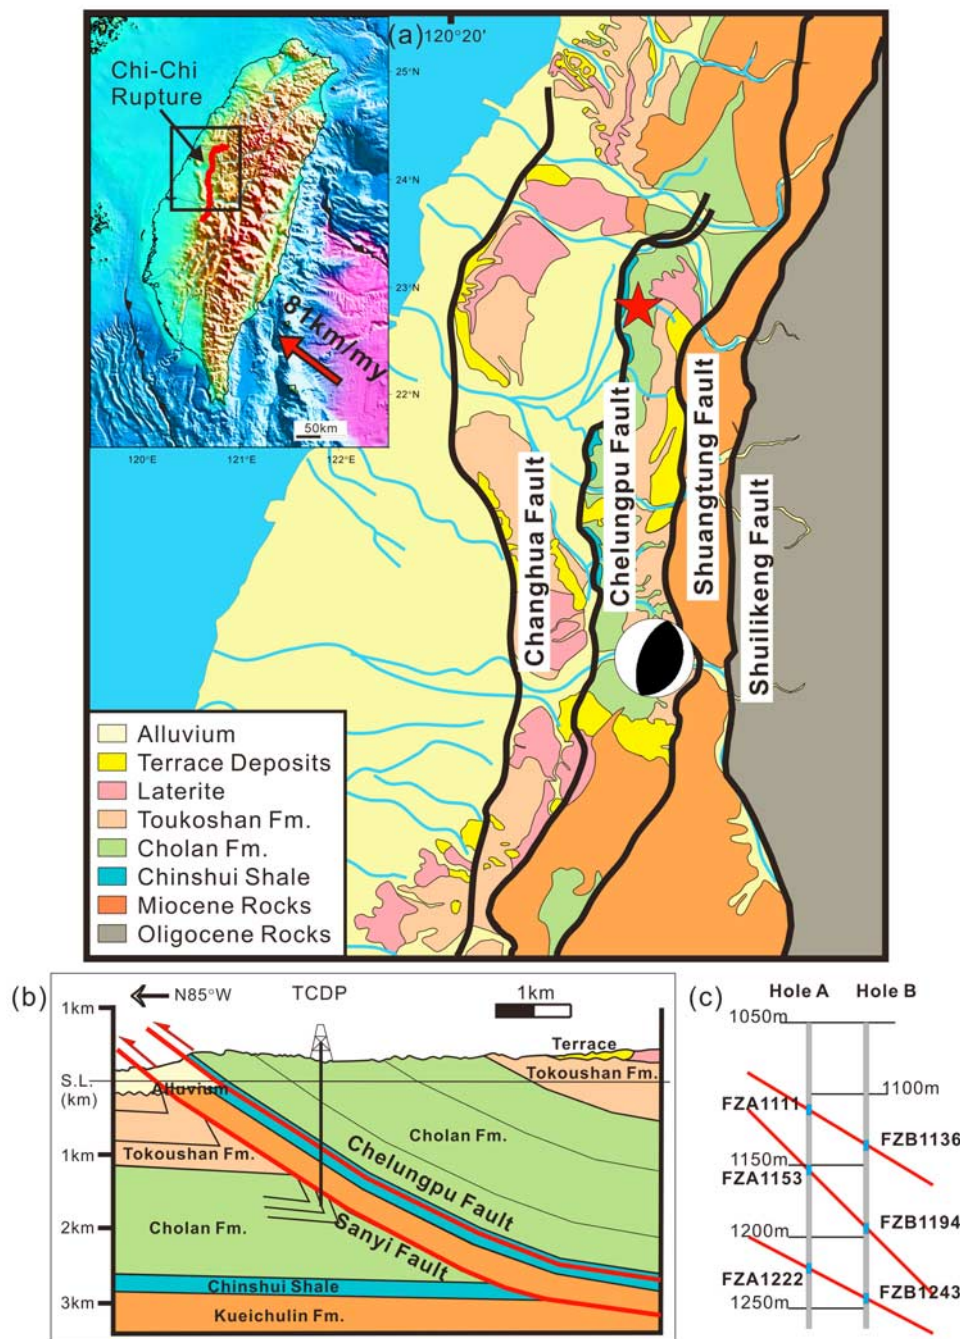 (a)
120°20'
Chi-Chi
Rupture
25°N
24°N
23°N
22°N
81km/my
50km
120°E
121°E
122°E
Changhua Fault
Chelungpu Fault
Shuangtung Fault
Shuilikeng Fault
Alluvium
Terrace Deposits
Laterite
Toukoshan Fm.
Cholan Fm.
Chinshui Shale
Miocene Rocks
Oligocene Rocks
(b)
N85°W
TCDP
1km
1km
S.L.
(km)
1km
2km
3km
Terrace
Tokoushan Fm.
Alluvium
Cholan Fm.
Tokoushan Fm.
Chelungpu Fault
Sanyi Fault
Cholan Fm.
Chinshui Shale
Kueichulin Fm.
(c)
Hole A
Hole B
1050m
1100m
FZA1111
FZB1136
1150m
FZA1153
FZB1194
1200m
FZA1222
FZB1243
1250m